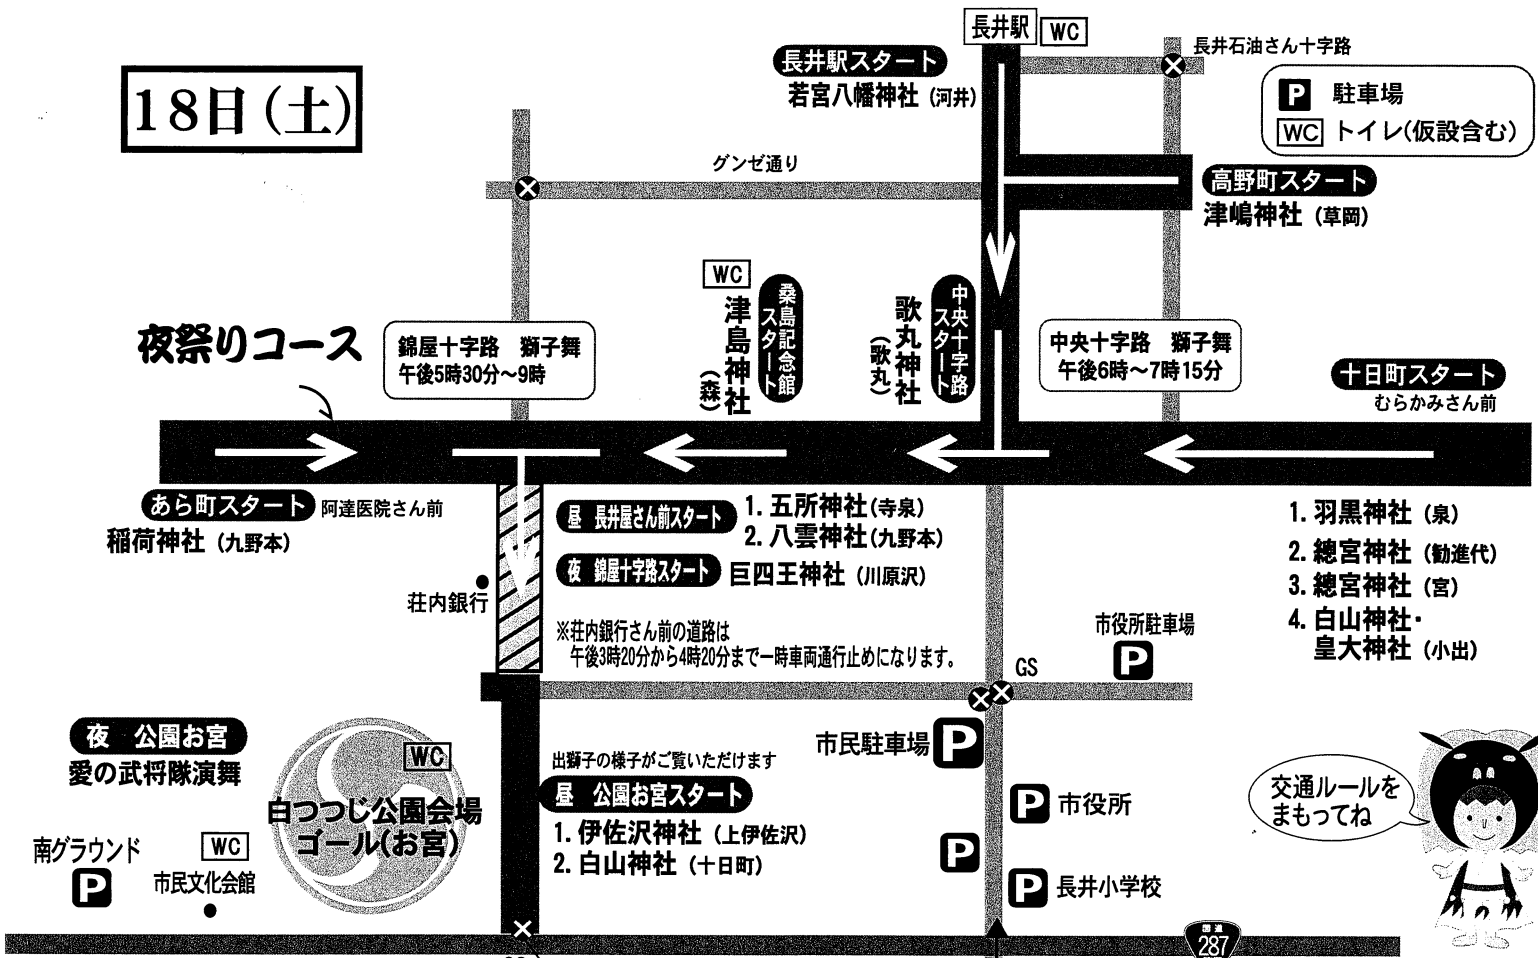 18日(土)
長井駅
WC
長井駅スタート
若宮八幡神社(河井)
長井石油さん十字路
P 駐車場
WC トイレ(仮設含む)
グンゼ通り
高野町スタート
津嶋神社(草岡)
夜祭りコース
錦屋十字路 獅子舞
午後5時30分〜9時
WC
桑島記念館
スタート
津島神社
(森)
中央十字路
スタート
歌丸神社
(歌丸)
中央十字路 獅子舞
午後6時〜7時15分
十日町スタート
むらかみさん前
あら町スタート 阿達医院さん前
稲荷神社(九野本)
昼 長井屋さん前スタート
1. 五所神社(寺泉)
2. 八雲神社(九野本)
夜 錦屋十字路スタート 巨四王神社(川原沢)
荘内銀行
※荘内銀行さん前の道路は
午後3時20分から4時20分まで一時車両通行止めになります。
1. 羽黒神社(泉)
2. 總宮神社(勧進代)
3. 總宮神社(宮)
4. 白山神社・
皇大神社(小出)
市役所駐車場
P
GS
夜 公園お宮
愛の武将隊演舞
WC
白つつじ公園会場
ゴール(お宮)
南グラウンド
P
WC
市民文化会館
出獅子の様子がご覧いただけます
昼 公園お宮スタート
1. 伊佐沢神社(上伊佐沢)
2. 白山神社(十日町)
市民駐車場 P
P 市役所
P
P 長井小学校
交通ルールを
まもってね
国道
287